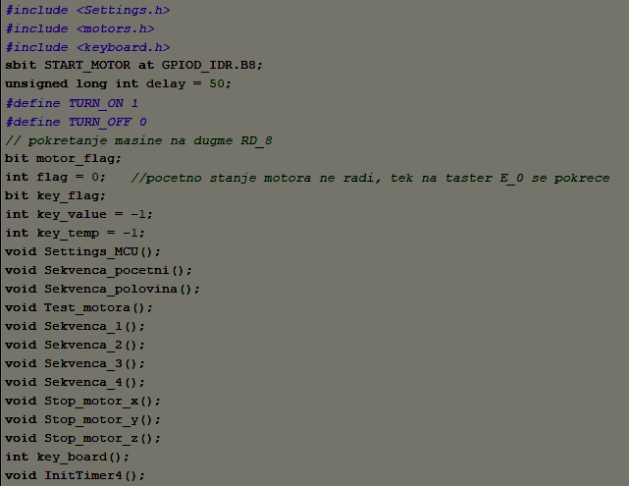 #include <Settings.h>
#include <motors.h>
#include <keyboard.h>
sbit START_MOTOR at GPIOD_IDR.B8;
unsigned long int delay = 50;
#define TURN_ON 1
#define TURN_OFF 0
// pokretanje masine na dugme RD_8
bit motor_flag;
int flag = 0;   //pocetno stanje motora ne radi, tek na taster E_0 se pokrece
bit key_flag;
int key_value = -1;
int key_temp = -1;
void Settings_MCU();
void Sekvenca_pocetni();
void Sekvenca_polovina();
void Test_motora();
void Sekvenca_1();
void Sekvenca_2();
void Sekvenca_3();
void Sekvenca_4();
void Stop_motor_x();
void Stop_motor_y();
void Stop_motor_z();
int key_board();
void InitTimer4();